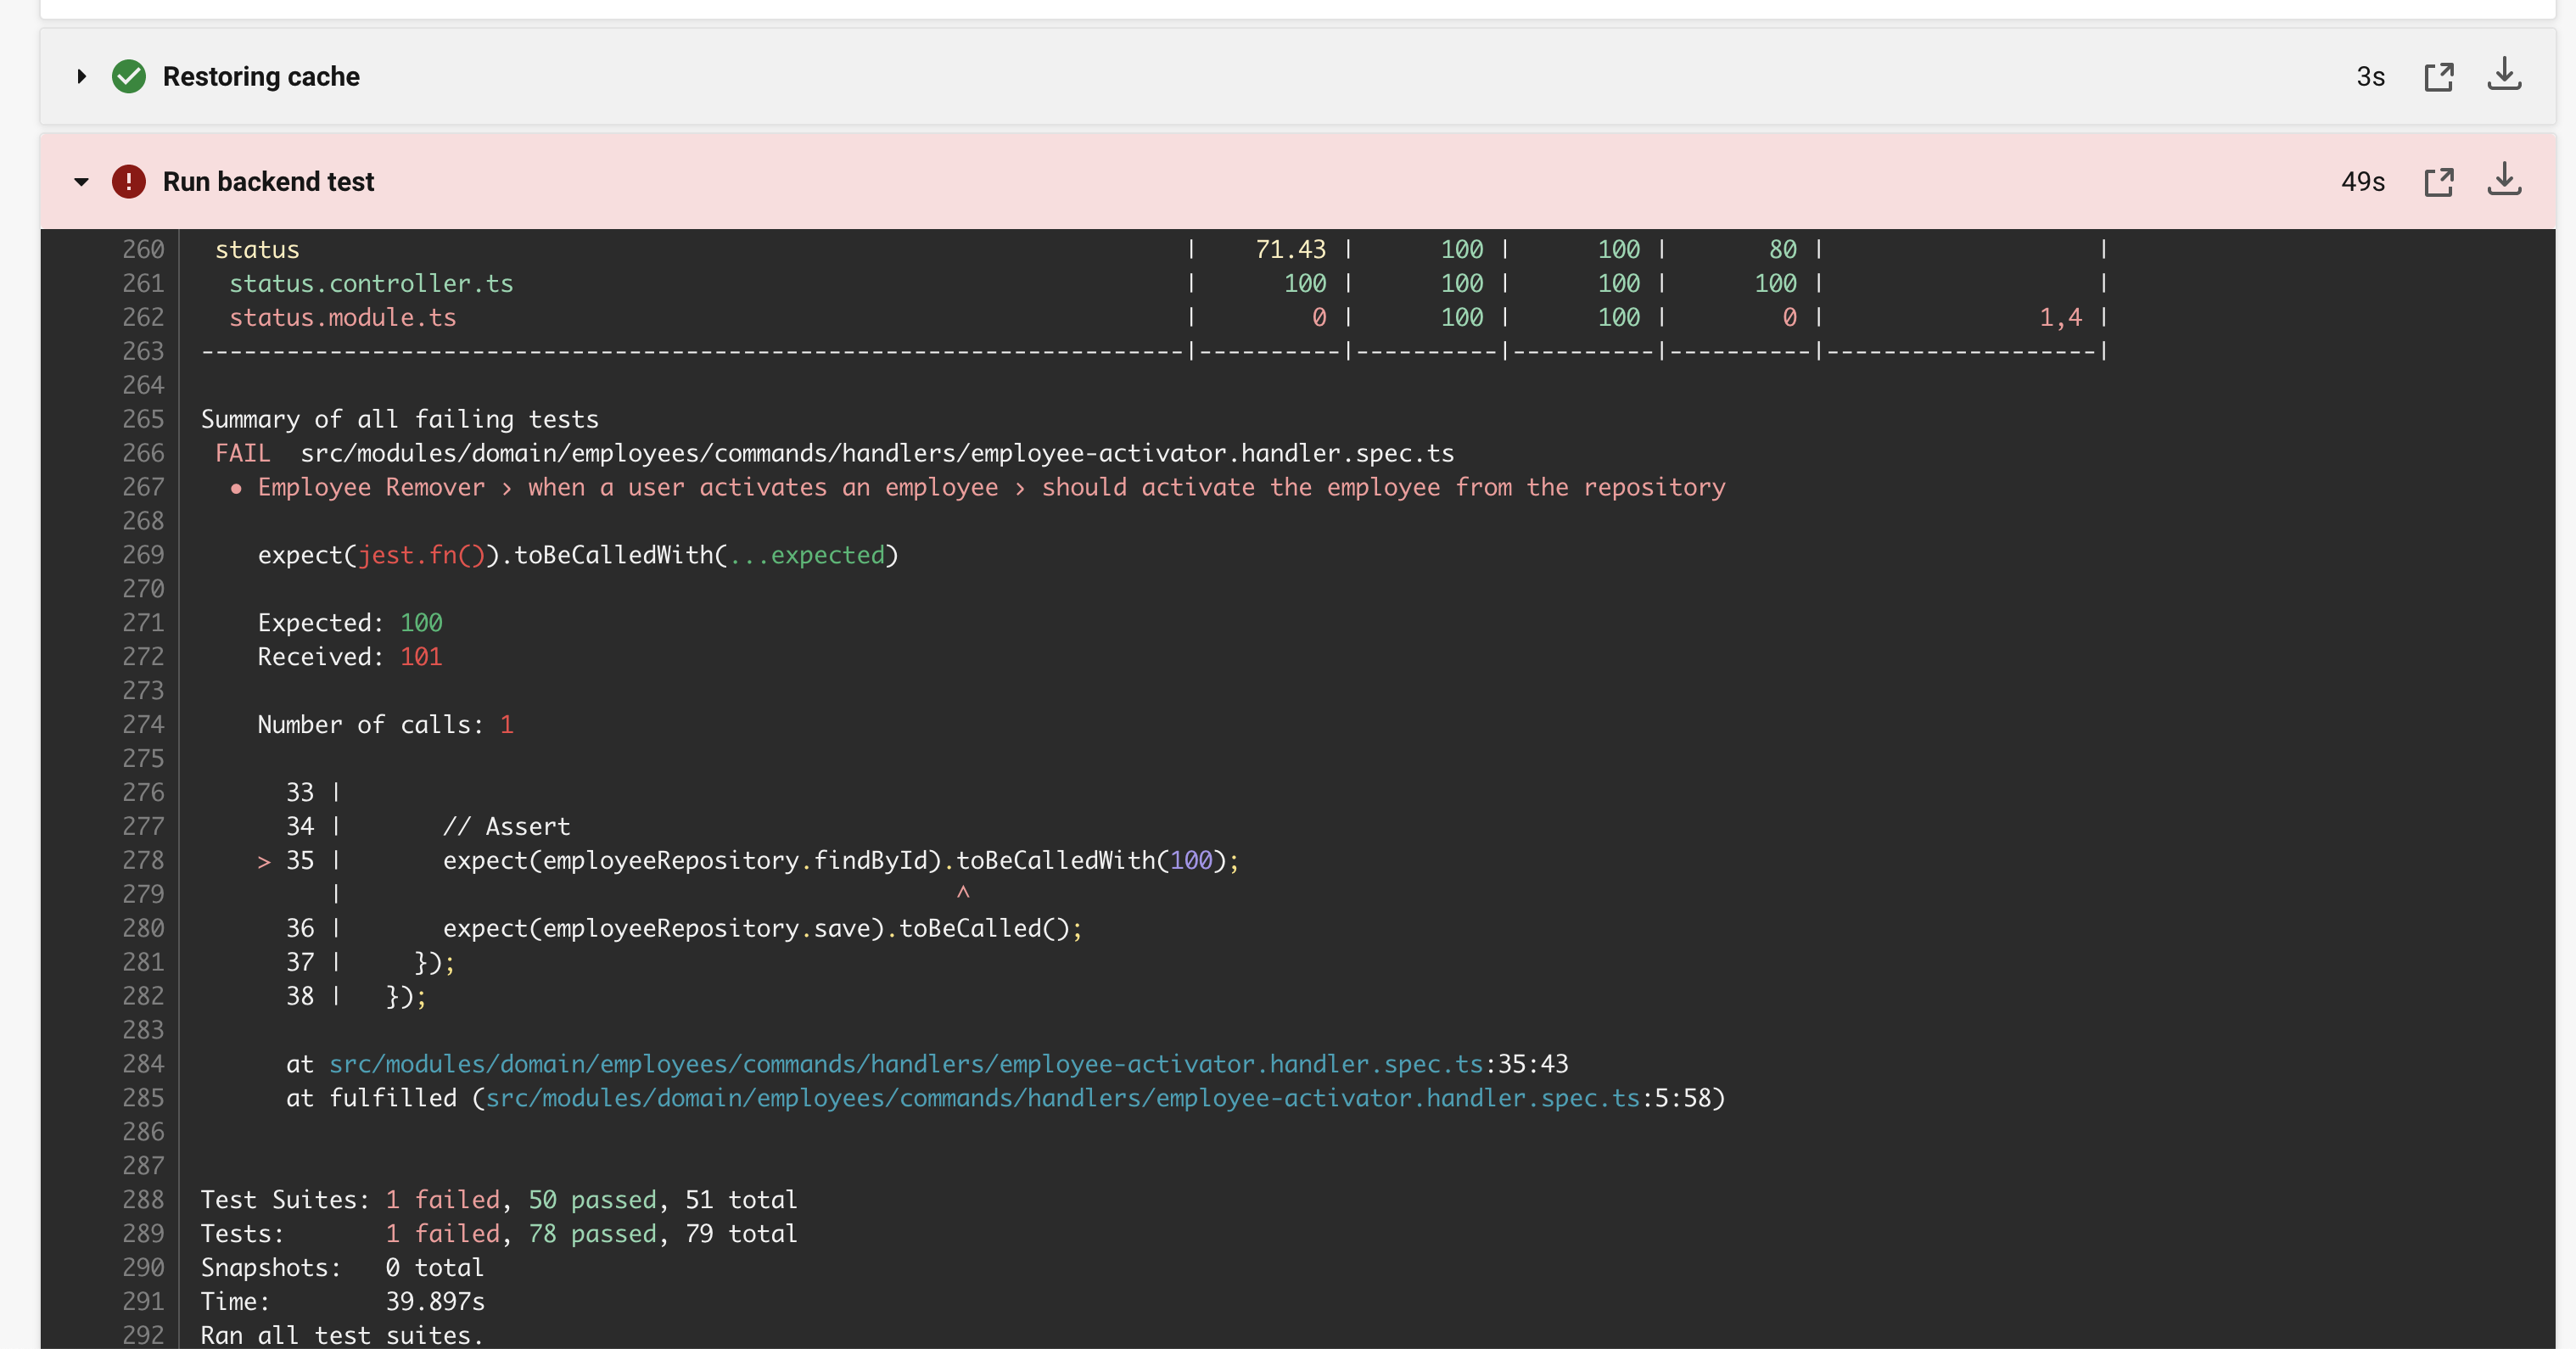 Restoring cache 3s
Run backend test 49s
260 status | 71.43 | 100 | 100 | 80 | |
261 status.controller.ts | 100 | 100 | 100 | 100 | |
262 status.module.ts | 0 | 100 | 100 | 0 | 1,4 |
263 ---------------------------------------------------------------------|----------|----------|----------|----------|-------------------|
264
265 Summary of all failing tests
266 FAIL src/modules/domain/employees/commands/handlers/employee-activator.handler.spec.ts
267 ● Employee Remover › when a user activates an employee › should activate the employee from the repository
268
269 expect(jest.fn()).toBeCalledWith(...expected)
270
271 Expected: 100
272 Received: 101
273
274 Number of calls: 1
275
276 33 |
277 34 | // Assert
278 > 35 | expect(employeeRepository.findById).toBeCalledWith(100);
279 | ^
280 36 | expect(employeeRepository.save).toBeCalled();
281 37 | });
282 38 | });
283
284 at src/modules/domain/employees/commands/handlers/employee-activator.handler.spec.ts:35:43
285 at fulfilled (src/modules/domain/employees/commands/handlers/employee-activator.handler.spec.ts:5:58)
286
287
288 Test Suites: 1 failed, 50 passed, 51 total
289 Tests: 1 failed, 78 passed, 79 total
290 Snapshots: 0 total
291 Time: 39.897s
292 Ran all test suites.